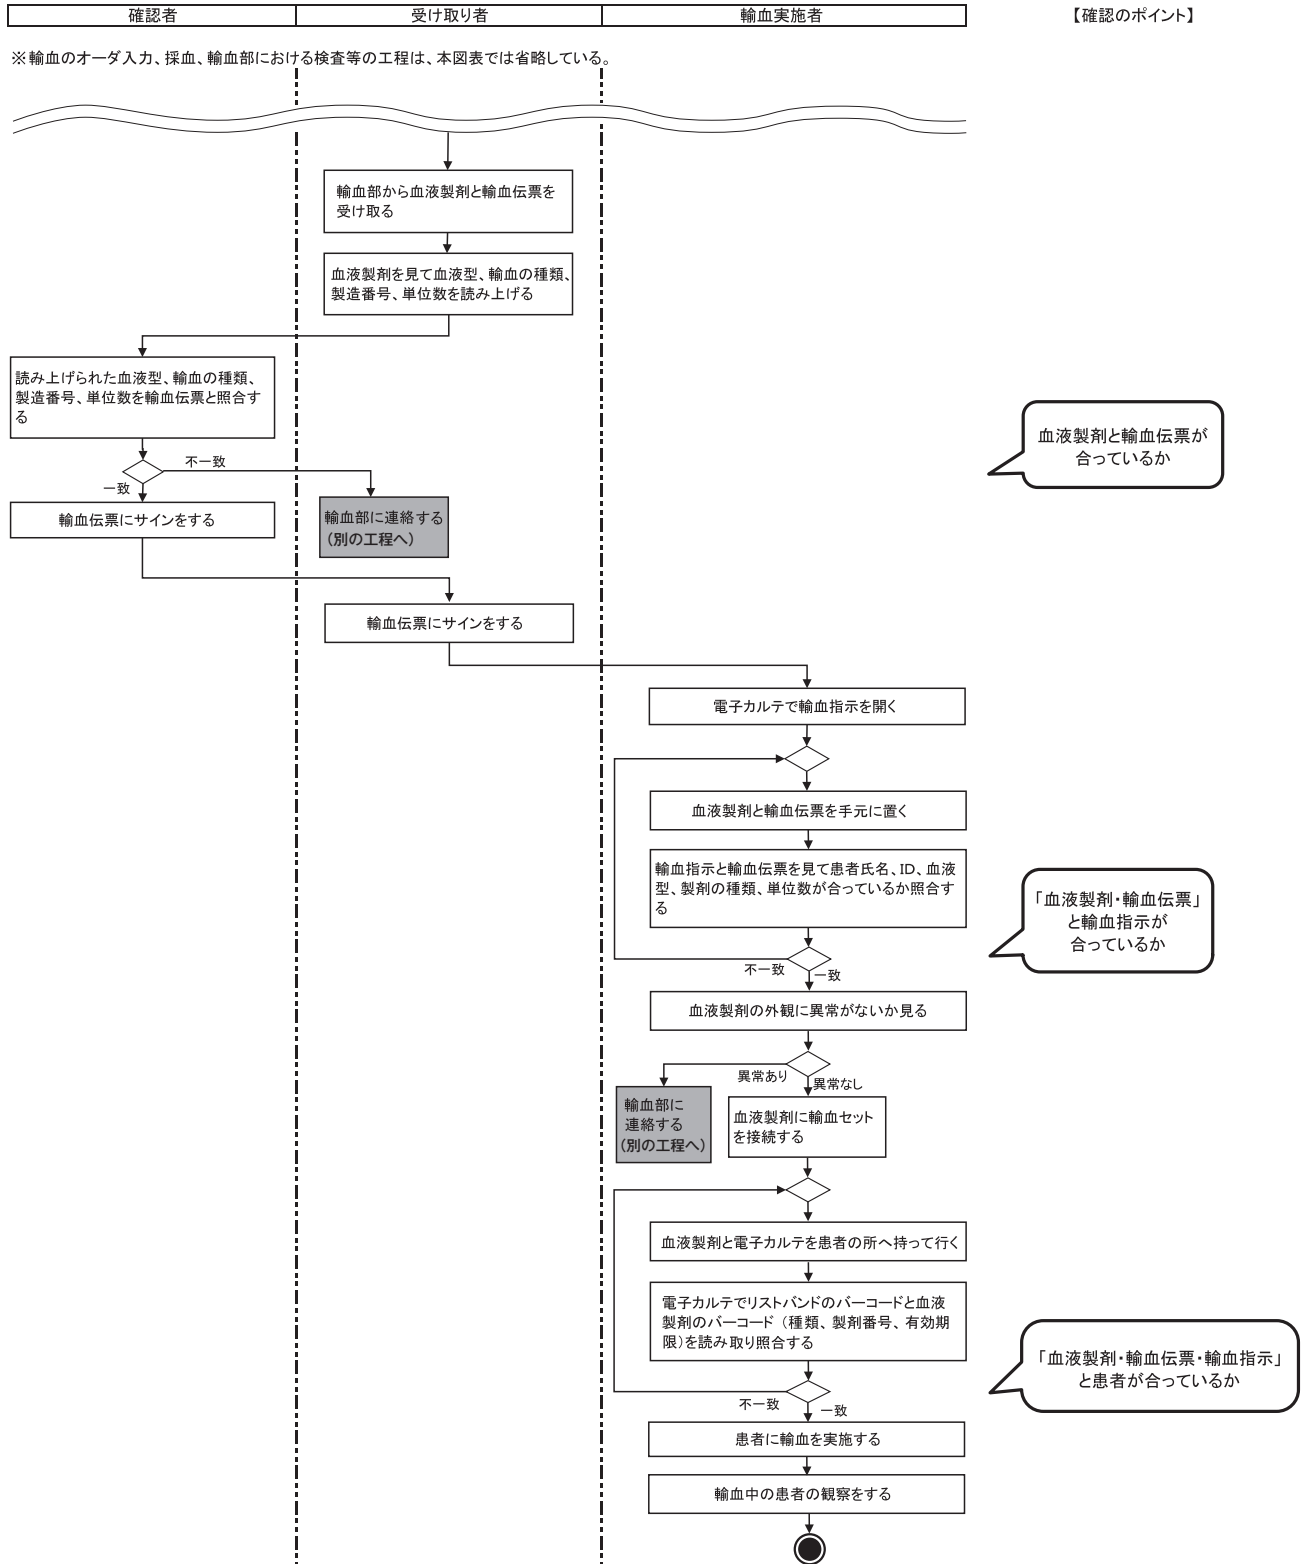 確認者
受け取り者
輸血実施者
【確認のポイント】
※輸血のオーダ入力、採血、輸血部における検査等の工程は、本図表では省略している。
輸血部から血液製剤と輸血伝票を
受け取る
血液製剤を見て血液型、輸血の種類、
製造番号、単位数を読み上げる
読み上げられた血液型、輸血の種類、
製造番号、単位数を輸血伝票と照合す
る
血液製剤と輸血伝票が
合っているか
不一致
一致
輸血伝票にサインをする
輸血部に連絡する
(別の工程へ)
輸血伝票にサインをする
電子カルテで輸血指示を開く
血液製剤と輸血伝票を手元に置く
輸血指示と輸血伝票を見て患者氏名、ID、血液
型、製剤の種類、単位数が合っているか照合す
る
「血液製剤・輸血伝票」
と輸血指示が
合っているか
不一致
一致
血液製剤の外観に異常がないか見る
異常あり
異常なし
輸血部に
連絡する
(別の工程へ)
血液製剤に輸血セット
を接続する
血液製剤と電子カルテを患者の所へ持って行く
電子カルテでリストバンドのバーコードと血液
製剤のバーコード（種類、製剤番号、有効期
限)を読み取り照合する
「血液製剤・輸血伝票・輸血指示」
と患者が合っているか
不一致
一致
患者に輸血を実施する
輸血中の患者の観察をする